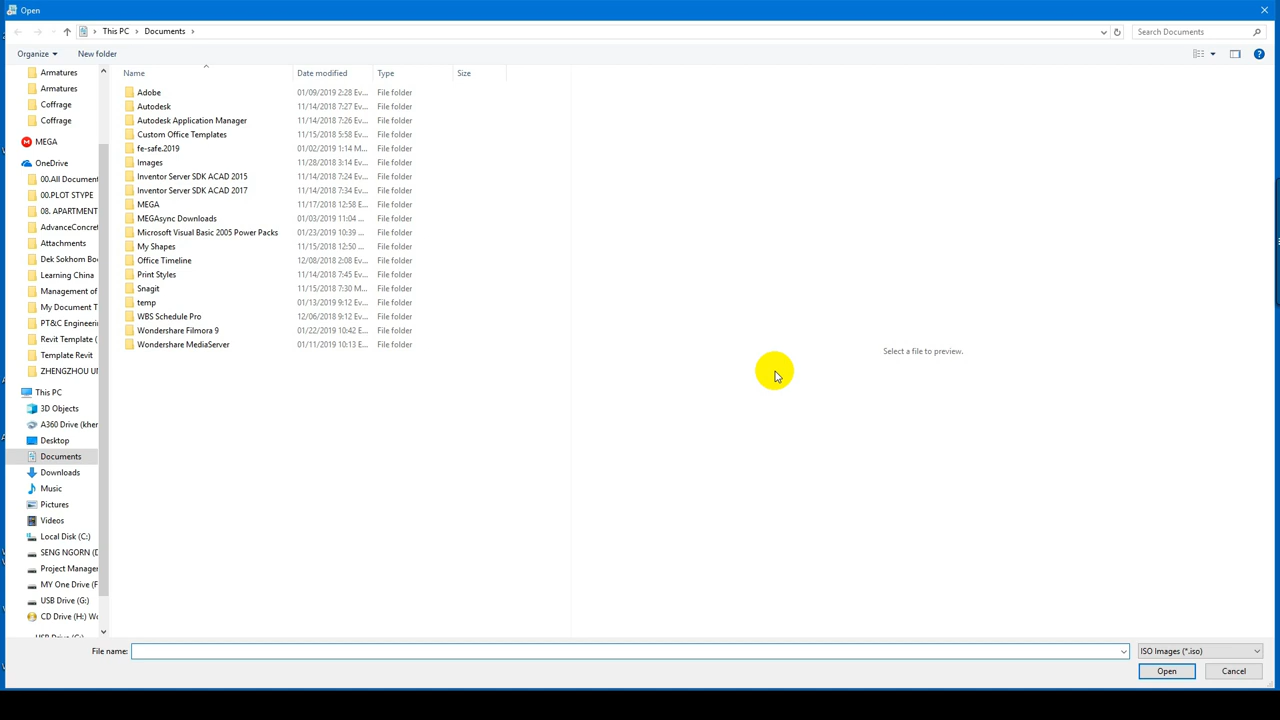 Open
This PC
Documents
Search Documents
Organize
New folder
Name
Date modified
Type
Size
Armatures
Armatures
Coffrage
Coffrage
MEGA
OneDrive
00.All Document
00.PLOT STYPE
08. APARTMENT
AdvanceConcret
Attachments
Dek Sokhom Bo
Learning China
Management of
My Document T
PT&C Engineeri
Revit Template (
Template Revit
ZHENGZHOU UN
This PC
3D Objects
A360 Drive (kher
Desktop
Documents
Downloads
Music
Pictures
Videos
Local Disk (C:)
SENG NGORN (D
Project Manager
MY One Drive (F
USB Drive (G:)
CD Drive (H:) Wo
Adobe 01/09/2019 2:28 Ev... File folder
Autodesk 11/14/2018 7:27 Ev... File folder
Autodesk Application Manager 11/14/2018 7:26 Ev... File folder
Custom Office Templates 11/15/2018 5:58 Ev... File folder
fe-safe.2019 01/02/2019 1:14 M... File folder
Images 11/28/2018 3:14 Ev... File folder
Inventor Server SDK ACAD 2015 11/14/2018 7:24 Ev... File folder
Inventor Server SDK ACAD 2017 11/14/2018 7:34 Ev... File folder
MEGA 11/17/2018 12:58 E... File folder
MEGAsync Downloads 01/03/2019 11:04 ... File folder
Microsoft Visual Basic 2005 Power Packs 01/23/2019 10:39 ... File folder
My Shapes 11/15/2018 12:50 ... File folder
Office Timeline 12/08/2018 2:08 Ev... File folder
Print Styles 11/14/2018 7:45 Ev... File folder
Snagit 11/15/2018 7:30 M... File folder
temp 01/13/2019 9:12 Ev... File folder
WBS Schedule Pro 12/06/2018 9:12 Ev... File folder
Wondershare Filmora 9 01/22/2019 10:42 E... File folder
Wondershare MediaServer 01/11/2019 10:13 E... File folder
Select a file to preview.
File name:
ISO Images (*.iso)
Open
Cancel